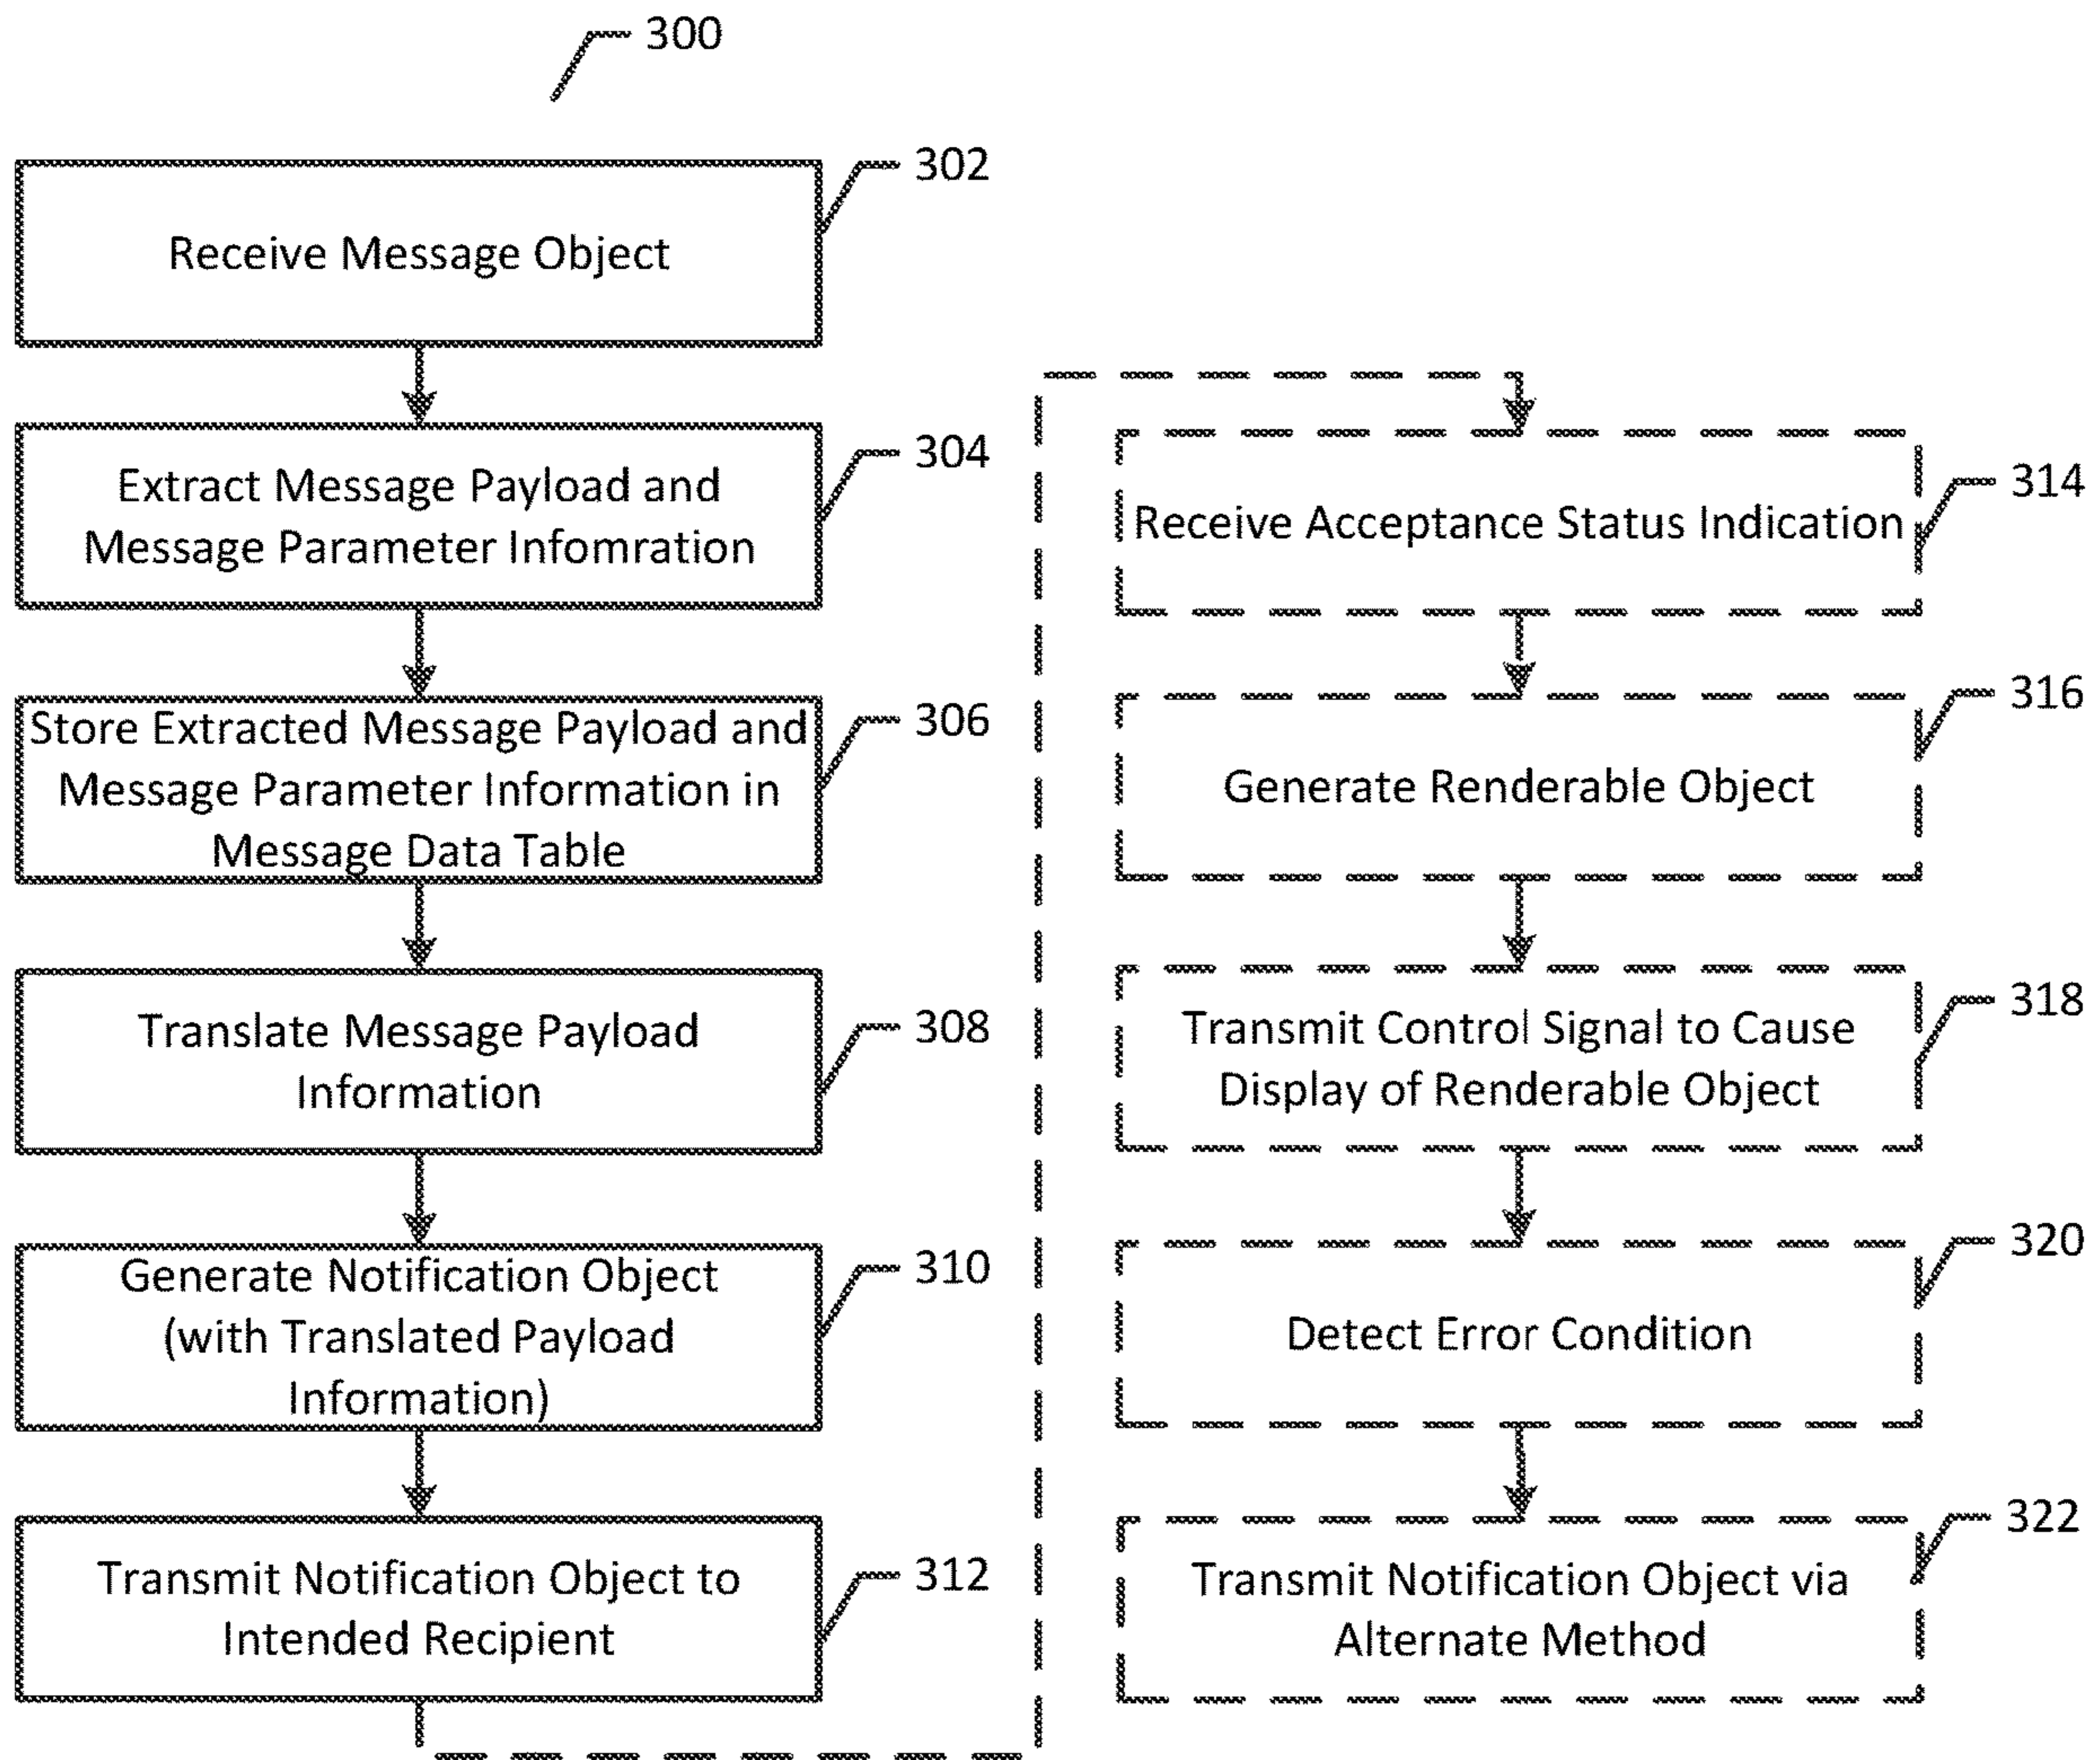 300
302
Receive Message Object
304
Extract Message Payload and
Message Parameter Infomration
306
Store Extracted Message Payload and
Message Parameter Information in
Message Data Table
308
Translate Message Payload
Information
310
Generate Notification Object
(with Translated Payload
Information)
312
Transmit Notification Object to
Intended Recipient
314
Receive Acceptance Status Indication
316
Generate Renderable Object
318
Transmit Control Signal to Cause
Display of Renderable Object
320
Detect Error Condition
322
Transmit Notification Object via
Alternate Method